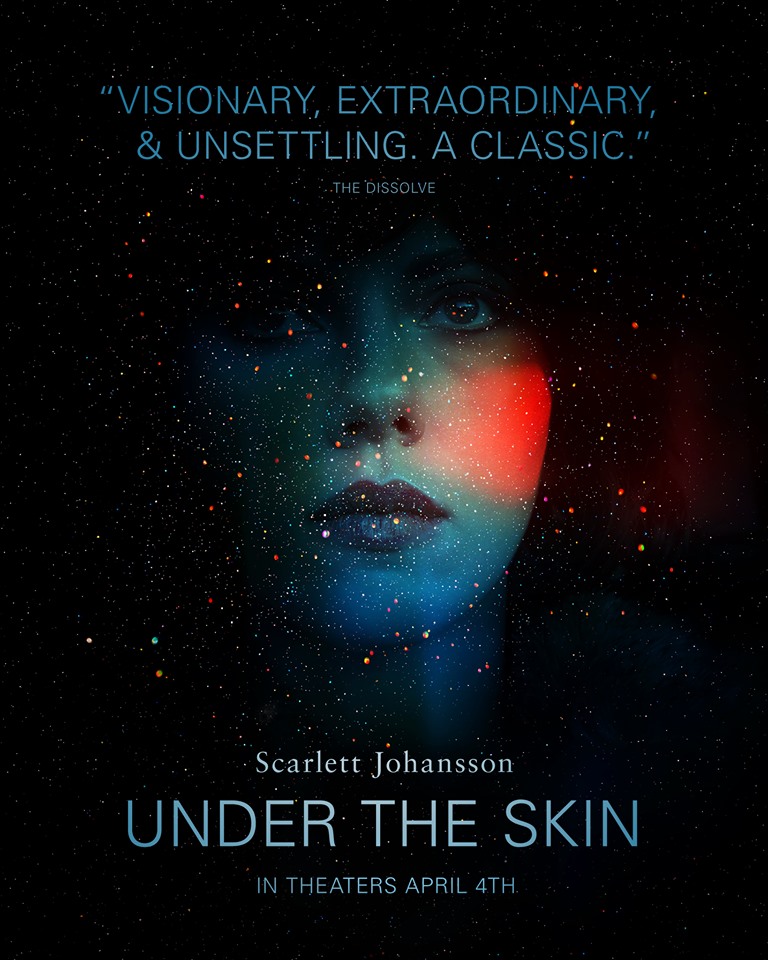 “VISIONARY, EXTRAORDINARY,
& UNSETTLING. A CLASSIC.”
THE DISSOLVE
Scarlett Johansson
UNDER THE SKIN
IN THEATERS APRIL 4TH